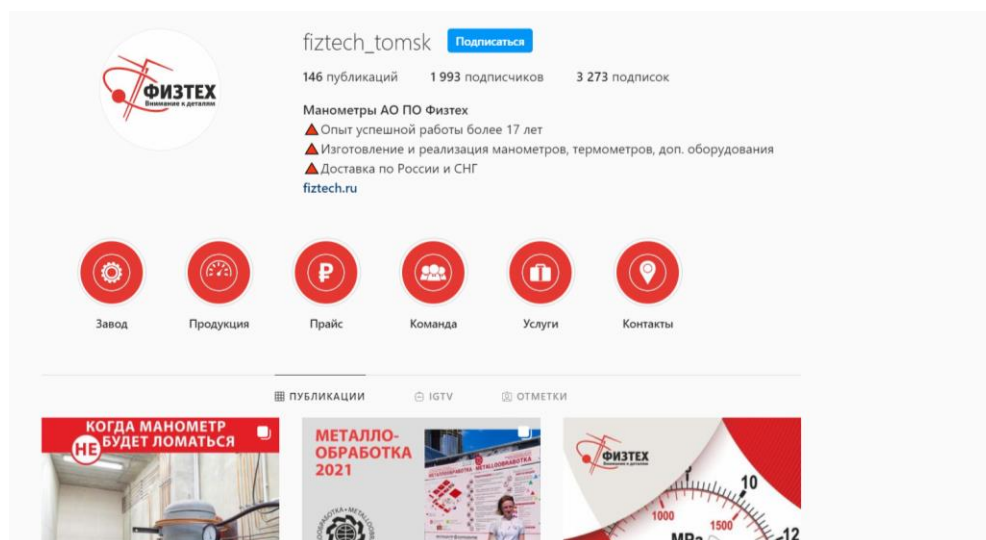 fiztech_tomsk Подписаться
146 публикаций 1 993 подписчиков 3 273 подписок
ФИЗТЕХ
Внимание к деталям
Манометры АО ПО Физтех
Опыт успешной работы более 17 лет
Изготовление и реализация манометров, термометров, доп. оборудования
Доставка по России и СНГ
fiztech.ru
Завод Продукция Прайс Команда Услуги Контакты
ПУБЛИКАЦИИ IGTV ОТМЕТКИ
КОГДА МАНОМЕТР
НЕ БУДЕТ ЛОМАТЬСЯ
МЕТАЛЛО-
ОБРАБОТКА
2021
МЕТАЛЛООБРАБОТКА - METALLOOBRABOTKA
ФИЗТЕХ
Внимание к деталям
10
1000 1500
MPa 12